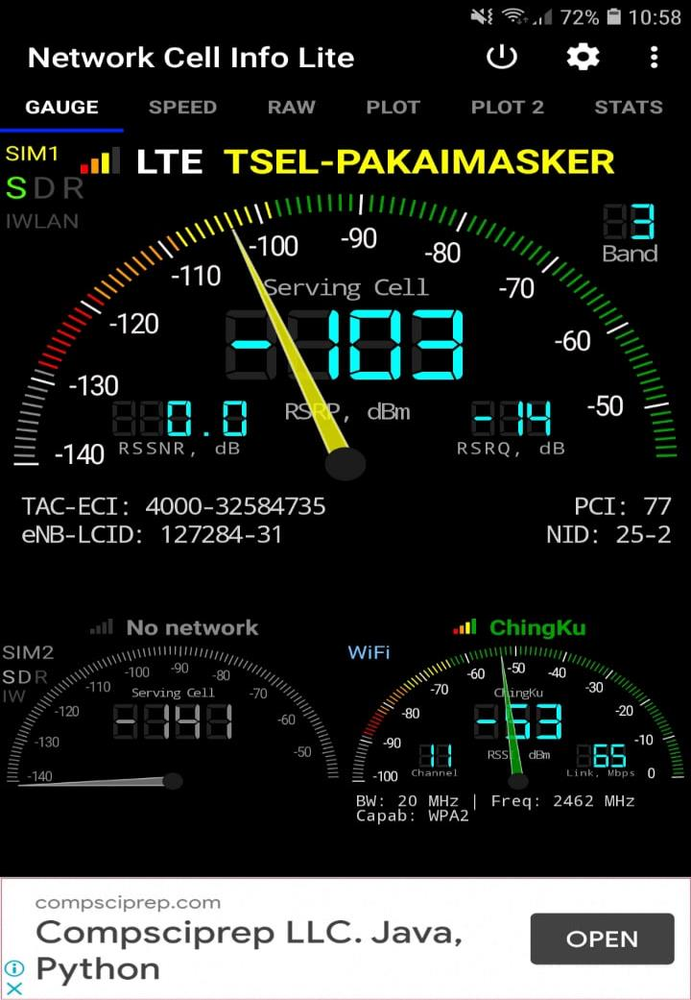 72% 10:58
Network Cell Info Lite
GAUGE SPEED RAW PLOT PLOT 2 STATS
SIM1 LTE TSEL-PAKAIMASKER
SDR
IWLAN
3
Band
-140 -130 -120 -110 -100 -90 -80 -70 -60 -50
Serving Cell
-103
RSRP, dBm
0.0
RSSNR, dB
-14
RSRQ, dB
TAC-ECI: 4000-32584735 PCI: 77
eNB-LCID: 127284-31 NID: 25-2
No network
SIM2
SDR
IW
-140 -130 -120 -110 -100 -90 -80 -70 -60 -50
Serving Cell
-141
ChingKu
WiFi
-100 -90 -80 -70 -60 -50 -40 -30 -20 -10 0
ChingKu
-53
RSS dBm
11
Channel
65
Link, Mbps
BW: 20 MHz | Freq: 2462 MHz
Capab: WPA2
compsciprep.com
Compsciprep LLC. Java,
Python
OPEN